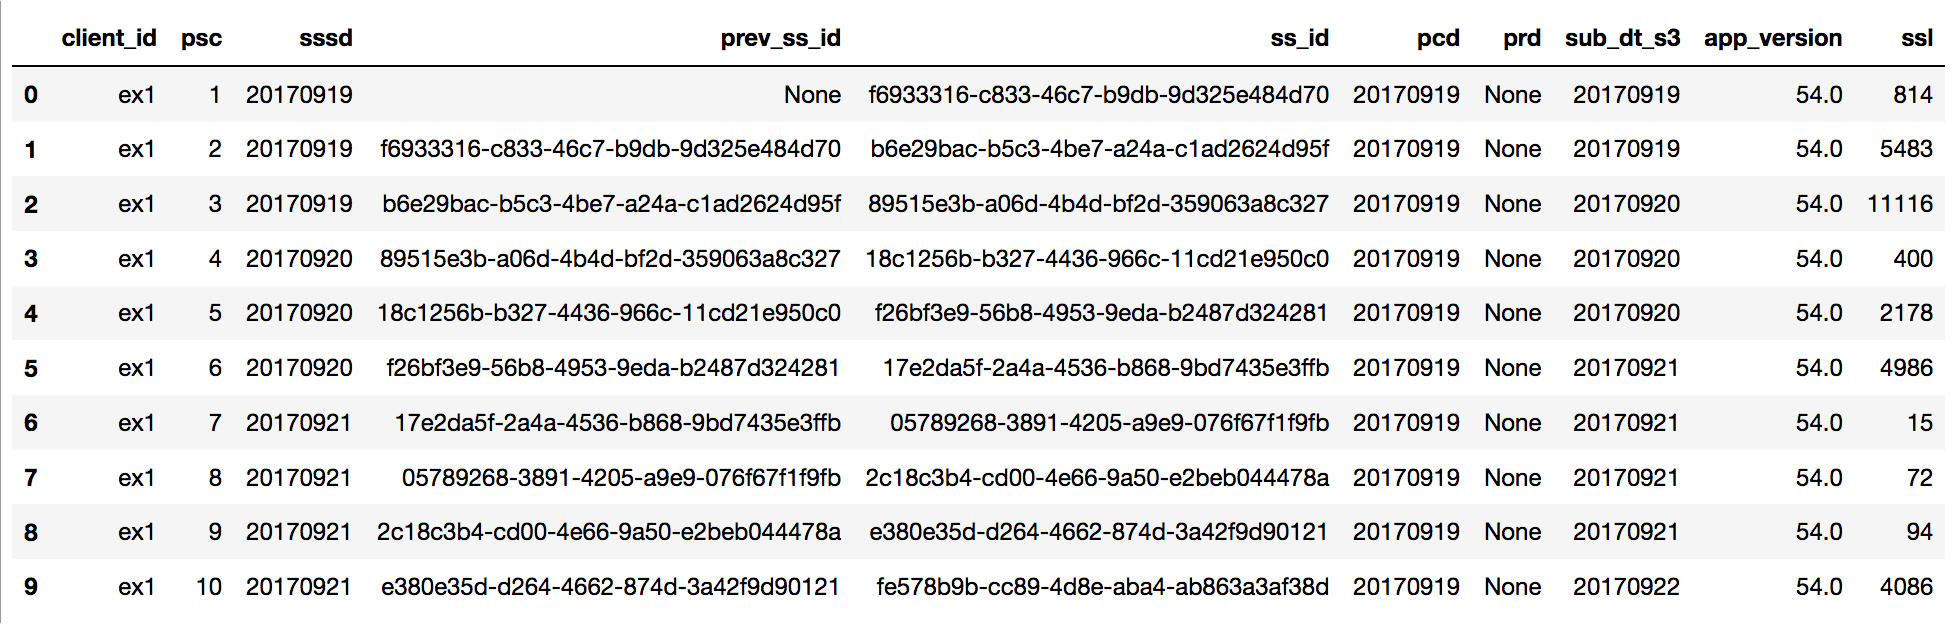 client_id psc sssd prev_ss_id ss_id pcd prd sub_dt_s3 app_version ssl
0 ex1 1 20170919 None f6933316-c833-46c7-b9db-9d325e484d70 20170919 None 20170919 54.0 814
1 ex1 2 20170919 f6933316-c833-46c7-b9db-9d325e484d70 b6e29bac-b5c3-4be7-a24a-c1ad2624d95f 20170919 None 20170919 54.0 5483
2 ex1 3 20170919 b6e29bac-b5c3-4be7-a24a-c1ad2624d95f 89515e3b-a06d-4b4d-bf2d-359063a8c327 20170919 None 20170920 54.0 11116
3 ex1 4 20170920 89515e3b-a06d-4b4d-bf2d-359063a8c327 18c1256b-b327-4436-966c-11cd21e950c0 20170919 None 20170920 54.0 400
4 ex1 5 20170920 18c1256b-b327-4436-966c-11cd21e950c0 f26bf3e9-56b8-4953-9eda-b2487d324281 20170919 None 20170920 54.0 2178
5 ex1 6 20170920 f26bf3e9-56b8-4953-9eda-b2487d324281 17e2da5f-2a4a-4536-b868-9bd7435e3ffb 20170919 None 20170921 54.0 4986
6 ex1 7 20170921 17e2da5f-2a4a-4536-b868-9bd7435e3ffb 05789268-3891-4205-a9e9-076f67f1f9fb 20170919 None 20170921 54.0 15
7 ex1 8 20170921 05789268-3891-4205-a9e9-076f67f1f9fb 2c18c3b4-cd00-4e66-9a50-e2beb044478a 20170919 None 20170921 54.0 72
8 ex1 9 20170921 2c18c3b4-cd00-4e66-9a50-e2beb044478a e380e35d-d264-4662-874d-3a42f9d90121 20170919 None 20170921 54.0 94
9 ex1 10 20170921 e380e35d-d264-4662-874d-3a42f9d90121 fe578b9b-cc89-4d8e-aba4-ab863a3af38d 20170919 None 20170922 54.0 4086